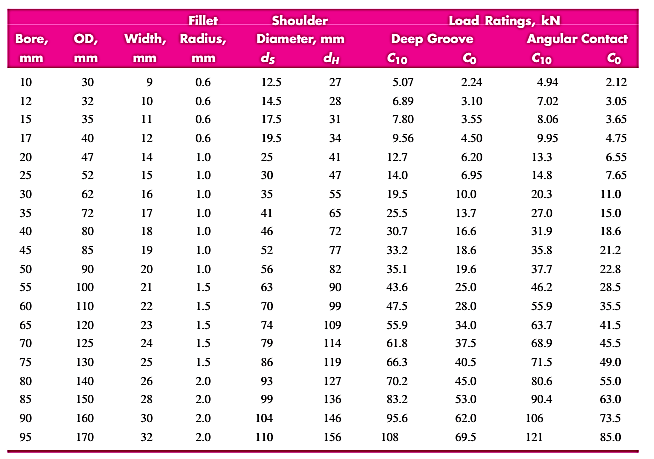 Fillet Shoulder Load Ratings, kN
Bore, OD, Width, Radius, Diameter, mm Deep Groove Angular Contact
mm mm mm mm dS dH C10 C0 C10 C0
10 30 9 0.6 12.5 27 5.07 2.24 4.94 2.12
12 32 10 0.6 14.5 28 6.89 3.10 7.02 3.05
15 35 11 0.6 17.5 31 7.80 3.55 8.06 3.65
17 40 12 0.6 19.5 34 9.56 4.50 9.95 4.75
20 47 14 1.0 25 41 12.7 6.20 13.3 6.55
25 52 15 1.0 30 47 14.0 6.95 14.8 7.65
30 62 16 1.0 35 55 19.5 10.0 20.3 11.0
35 72 17 1.0 41 65 25.5 13.7 27.0 15.0
40 80 18 1.0 46 72 30.7 16.6 31.9 18.6
45 85 19 1.0 52 77 33.2 18.6 35.8 21.2
50 90 20 1.0 56 82 35.1 19.6 37.7 22.8
55 100 21 1.5 63 90 43.6 25.0 46.2 28.5
60 110 22 1.5 70 99 47.5 28.0 55.9 35.5
65 120 23 1.5 74 109 55.9 34.0 63.7 41.5
70 125 24 1.5 79 114 61.8 37.5 68.9 45.5
75 130 25 1.5 86 119 66.3 40.5 71.5 49.0
80 140 26 2.0 93 127 70.2 45.0 80.6 55.0
85 150 28 2.0 99 136 83.2 53.0 90.4 63.0
90 160 30 2.0 104 146 95.6 62.0 106 73.5
95 170 32 2.0 110 156 108 69.5 121 85.0